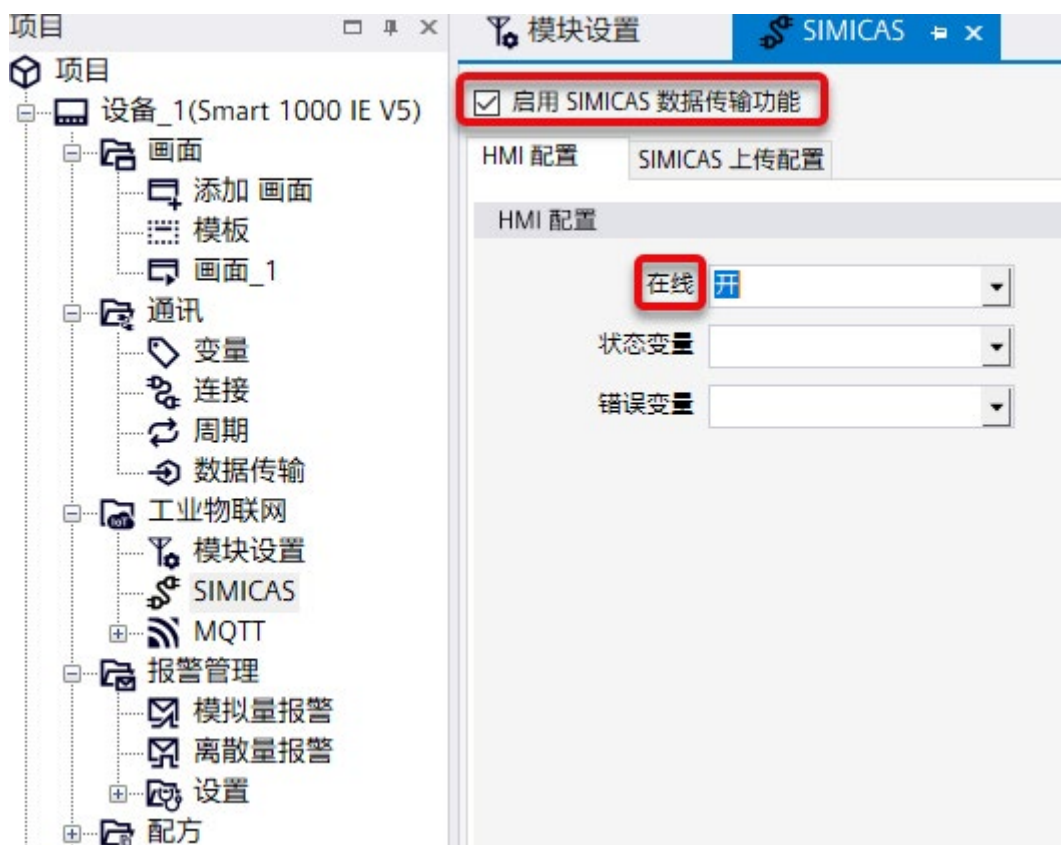 项目
项目
设备_1(Smart 1000 IE V5)
画面
添加 画面
模板
画面_1
通讯
变量
连接
周期
数据传输
工业物联网
模块设置
SIMICAS
MQTT
报警管理
模拟量报警
离散量报警
设置
配方
模块设置
SIMICAS
启用 SIMICAS 数据传输功能
HMI 配置
SIMICAS 上传配置
HMI 配置
在线 开
状态变量
错误变量